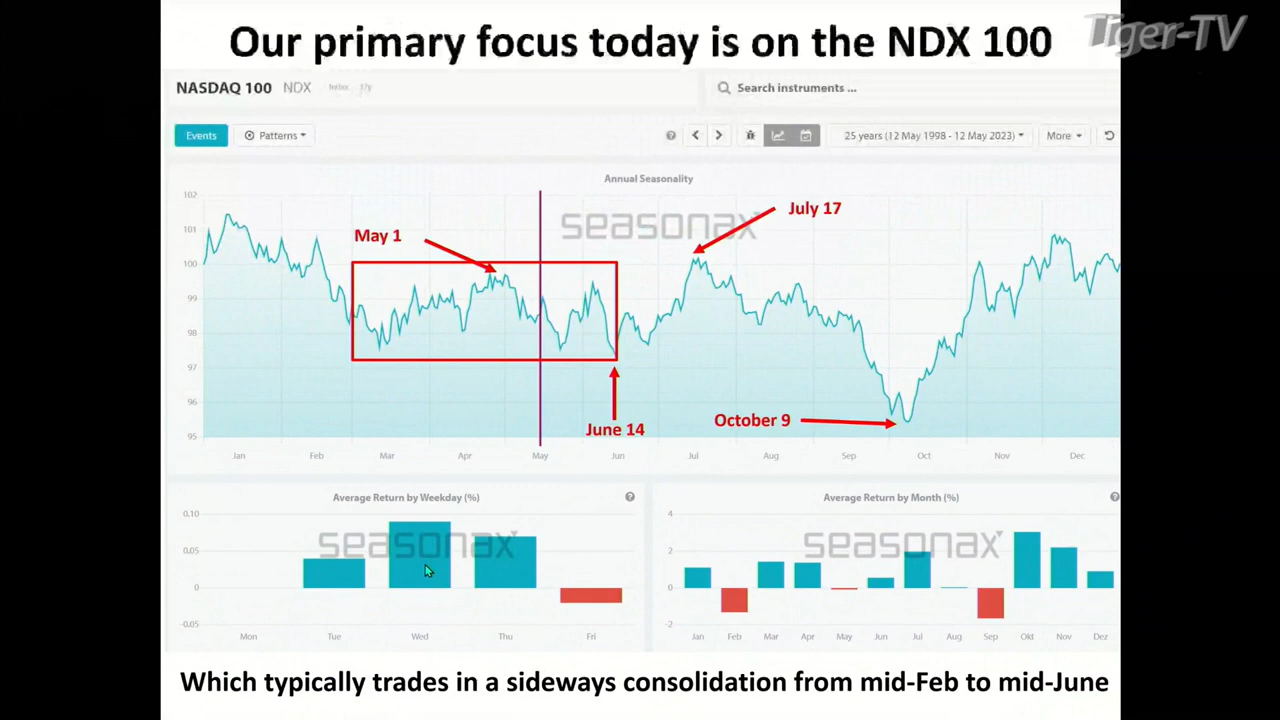 Our primary focus today is on the NDX 100
Tiger-TV
NASDAQ 100 NDX Index 37y
Search instruments ...
Events
Patterns
25 years (12 May 1998 - 12 May 2023)
More
Annual Seasonality
102
101
100
99
98
97
96
95
seasonax
May 1
July 17
June 14
October 9
Jan Feb Mar Apr May Jun Jul Aug Sep Oct Nov Dec
Average Return by Weekday (%)
0.10
0.05
0
-0.05
seasonax
Mon Tue Wed Thu Fri
Average Return by Month (%)
4
2
0
-2
seasonax
Jan Feb Mar Apr May Jun Jul Aug Sep Okt Nov Dez
Which typically trades in a sideways consolidation from mid-Feb to mid-June